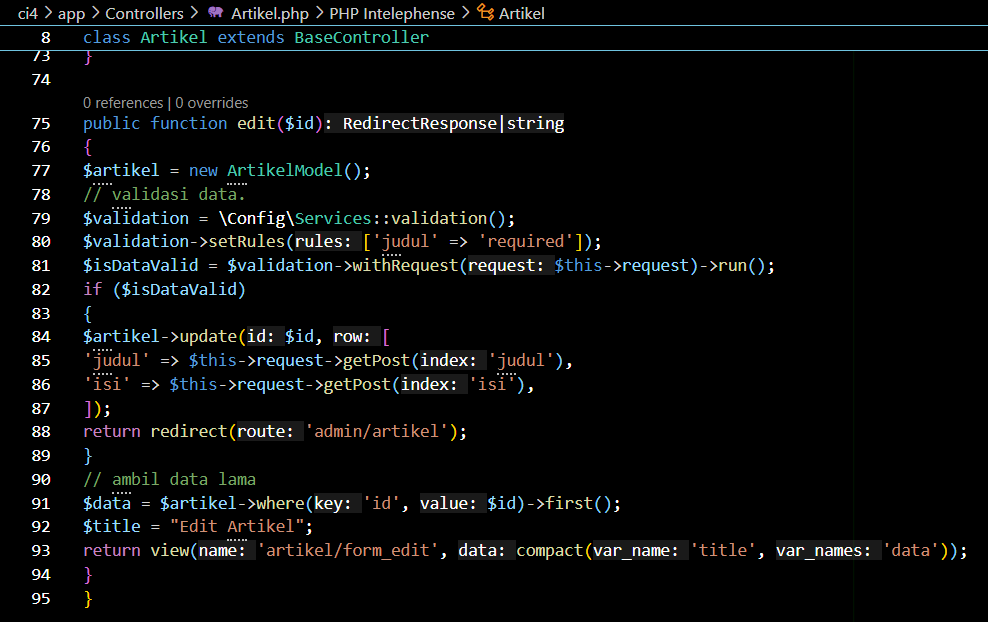 ci4 > app > Controllers > Artikel.php > PHP Intelephense > Artikel
8 class Artikel extends BaseController
73 }
74
0 references | 0 overrides
75 public function edit($id): RedirectResponse|string
76 {
77 $artikel = new ArtikelModel();
78 // validasi data.
79 $validation = \Config\Services::validation();
80 $validation->setRules(rules: ['judul' => 'required']);
81 $isDataValid = $validation->withRequest(request: $this->request)->run();
82 if ($isDataValid)
83 {
84 $artikel->update(id: $id, row: [
85 'judul' => $this->request->getPost(index: 'judul'),
86 'isi' => $this->request->getPost(index: 'isi'),
87 ]);
88 return redirect(route: 'admin/artikel');
89 }
90 // ambil data lama
91 $data = $artikel->where(key: 'id', value: $id)->first();
92 $title = "Edit Artikel";
93 return view(name: 'artikel/form_edit', data: compact(var_name: 'title', var_names: 'data'));
94 }
95 }